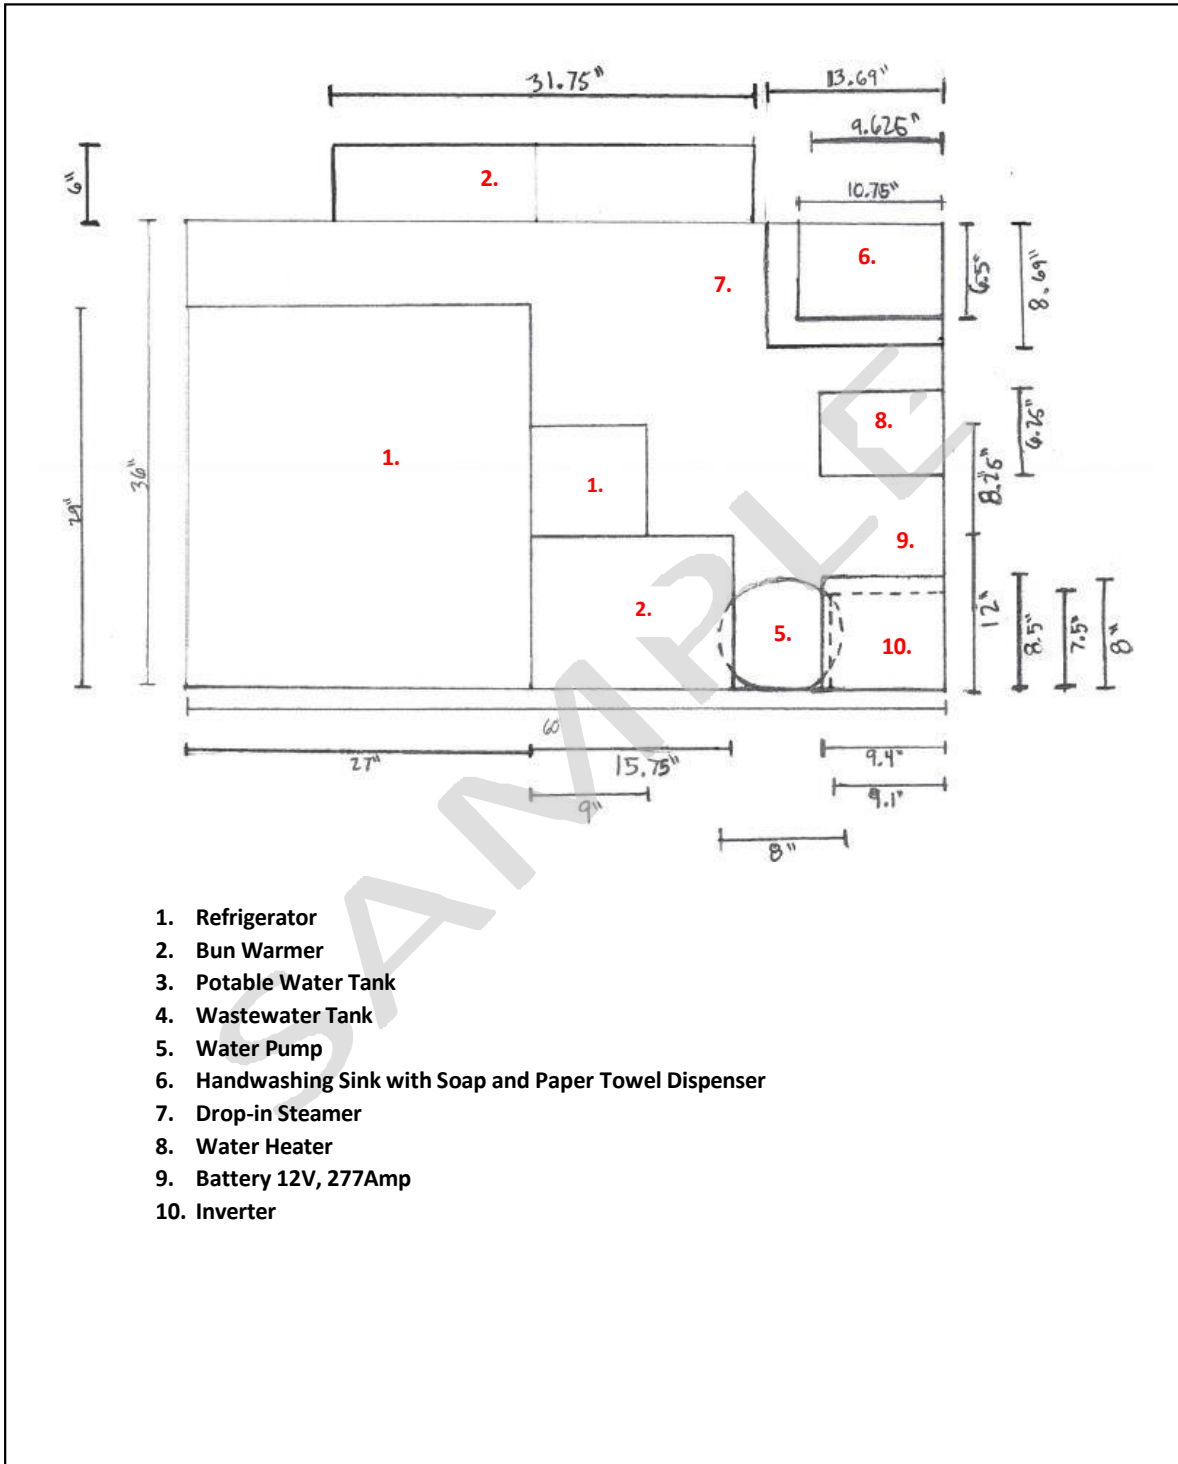 31.75"
13.69"
9.625"
6"
2.
10.75"
6.
6.5"
8.69"
7.
29"
36"
1.
1.
8.
6.25"
8.25"
9.
2.
5.
10.
12"
8.5"
7.5"
8"
60
27"
15.75"
9.4"
9"
9.1"
8"
SAMPLE
1. Refrigerator
2. Bun Warmer
3. Potable Water Tank
4. Wastewater Tank
5. Water Pump
6. Handwashing Sink with Soap and Paper Towel Dispenser
7. Drop-in Steamer
8. Water Heater
9. Battery 12V, 277Amp
10. Inverter